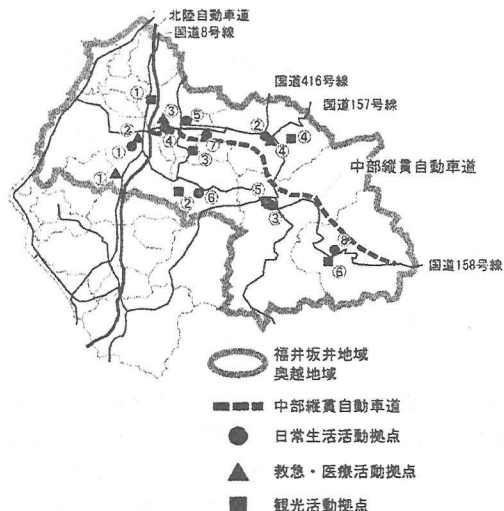 北陸自動車道
国道8号線
国道416号線
国道157号線
①
③
⑤
②
②
④
⑦
④
①
③
中部縦貫自動車道
①
②
⑥
⑤
③
⑧
⑥
国道158号線
福井坂井地域
奥越地域
中部縦貫自動車道
日常生活活動拠点
救急・医療活動拠点
観光活動拠点